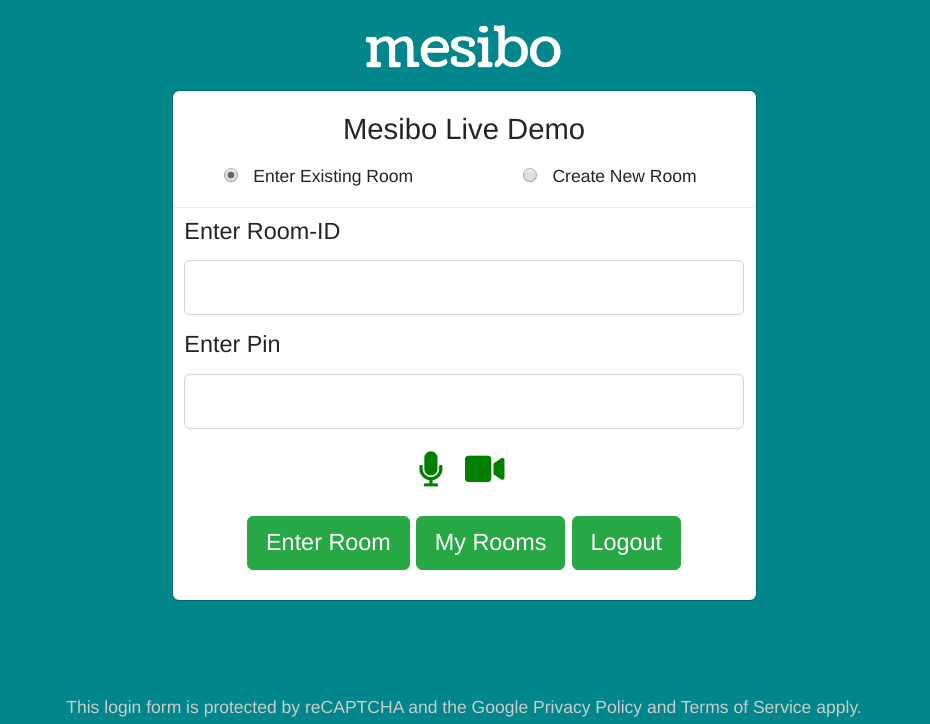 mesibo
Mesibo Live Demo
Enter Existing Room Create New Room
Enter Room-ID
Enter Pin
Enter Room My Rooms Logout
This login form is protected by reCAPTCHA and the Google Privacy Policy and Terms of Service apply.